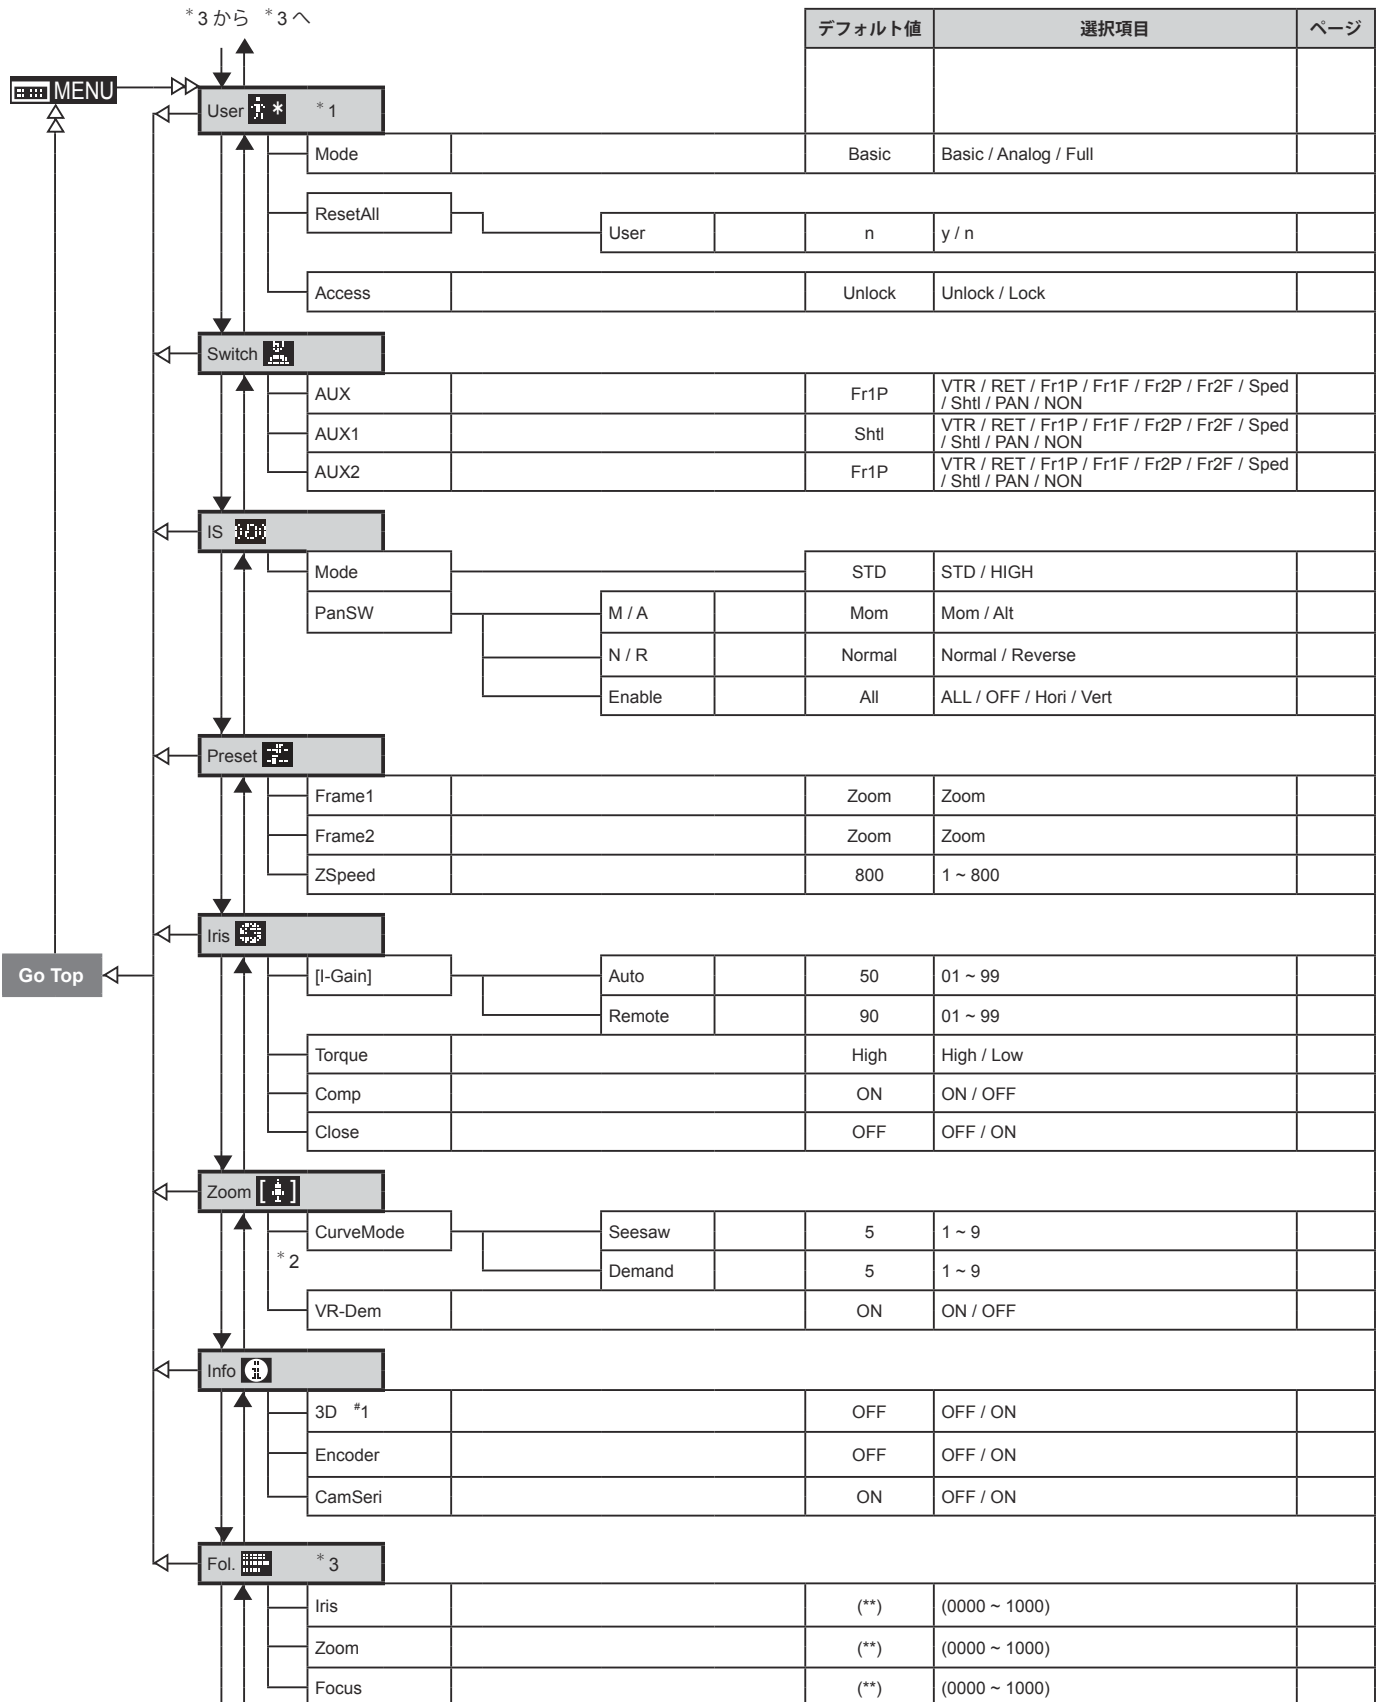 ＊3 から ＊3 へ
デフォルト値 選択項目 ページ
MENU
User ＊1
Mode Basic Basic / Analog / Full
ResetAll
User n y / n
Access Unlock Unlock / Lock
Switch
AUX Fr1P VTR / RET / Fr1P / Fr1F / Fr2P / Fr2F / Sped
/ Shtl / PAN / NON
AUX1 Shtl VTR / RET / Fr1P / Fr1F / Fr2P / Fr2F / Sped
/ Shtl / PAN / NON
AUX2 Fr1P VTR / RET / Fr1P / Fr1F / Fr2P / Fr2F / Sped
/ Shtl / PAN / NON
IS
Mode STD STD / HIGH
PanSW M / A Mom Mom / Alt
N / R Normal Normal / Reverse
Enable All ALL / OFF / Hori / Vert
Preset
Frame1 Zoom Zoom
Frame2 Zoom Zoom
ZSpeed 800 1 ~ 800
Iris
Go Top
[I-Gain] Auto 50 01 ~ 99
Remote 90 01 ~ 99
Torque High High / Low
Comp ON ON / OFF
Close OFF OFF / ON
Zoom
CurveMode Seesaw 5 1 ~ 9
＊2
Demand 5 1 ~ 9
VR-Dem ON ON / OFF
Info
3D #1 OFF OFF / ON
Encoder OFF OFF / ON
CamSeri ON OFF / ON
Fol. ＊3
Iris (**) (0000 ~ 1000)
Zoom (**) (0000 ~ 1000)
Focus (**) (0000 ~ 1000)